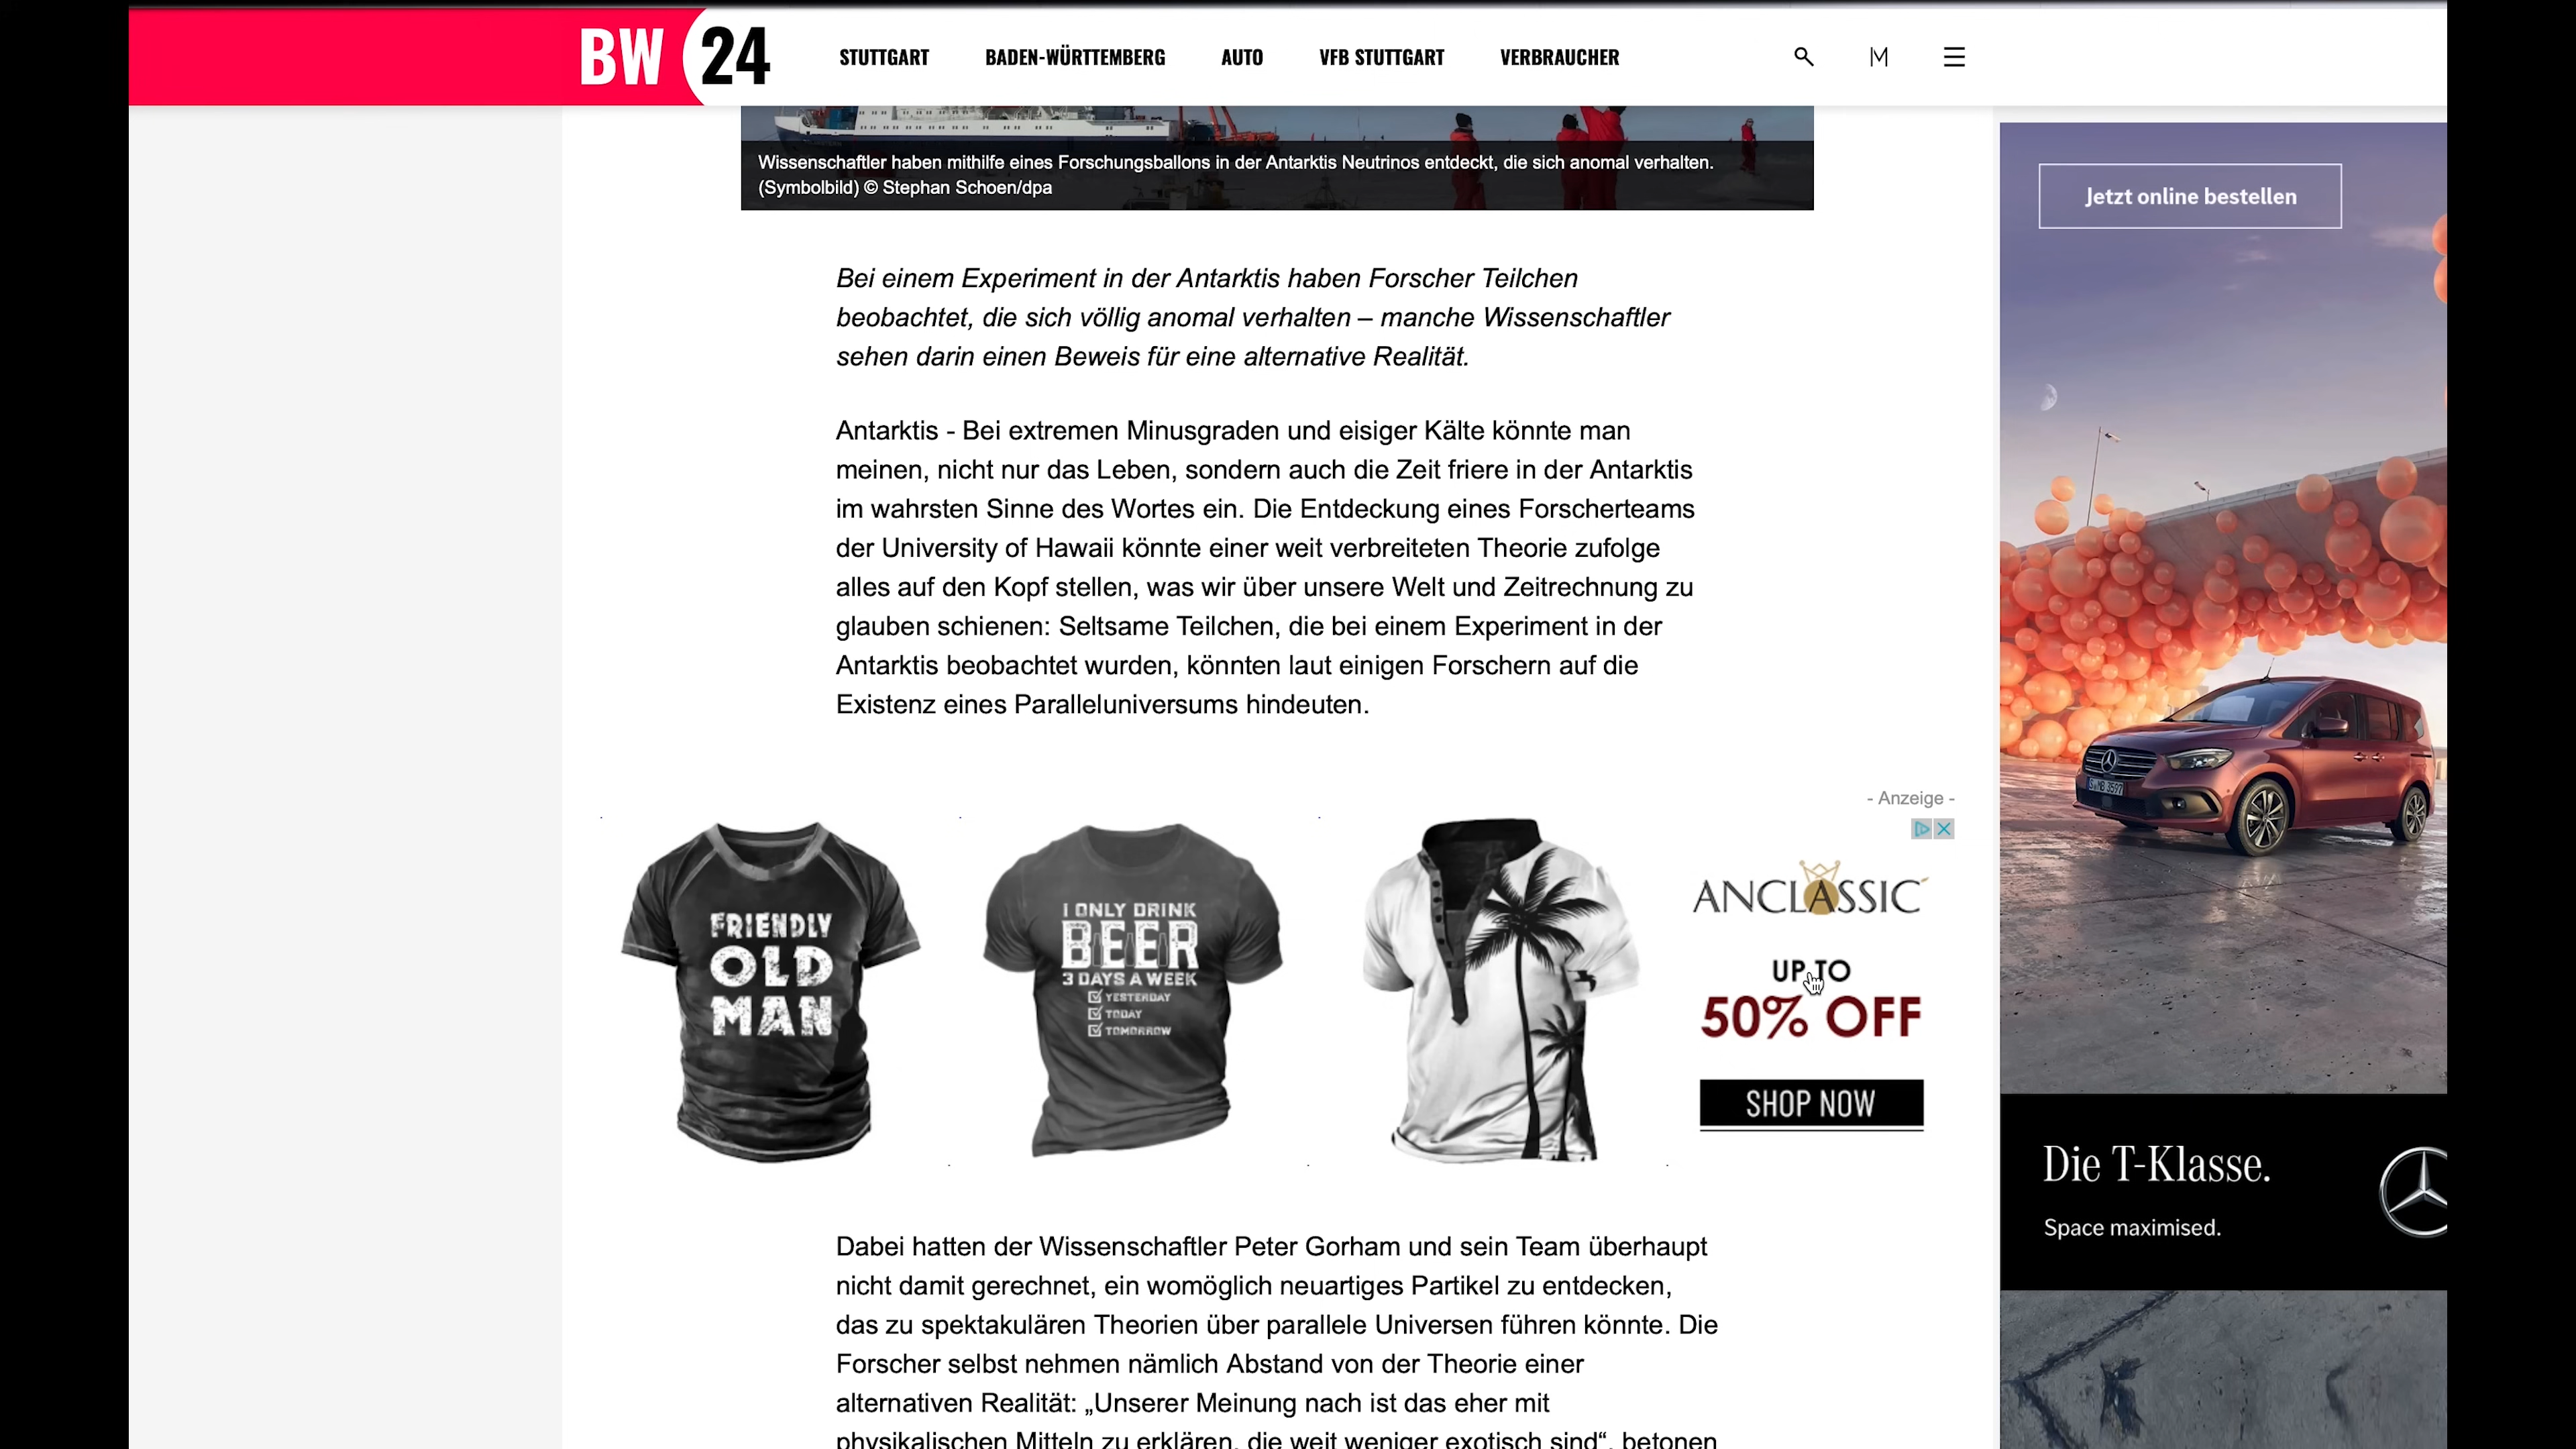 BW 24
STUTTGART
BADEN-WÜRTTEMBERG
AUTO
VFB STUTTGART
VERBRAUCHER
M
Wissenschaftler haben mithilfe eines Forschungsballons in der Antarktis Neutrinos entdeckt, die sich anomal verhalten.
(Symbolbild) © Stephan Schoen/dpa
Bei einem Experiment in der Antarktis haben Forscher Teilchen
beobachtet, die sich völlig anomal verhalten – manche Wissenschaftler
sehen darin einen Beweis für eine alternative Realität.
Antarktis - Bei extremen Minusgraden und eisiger Kälte könnte man
meinen, nicht nur das Leben, sondern auch die Zeit friere in der Antarktis
im wahrsten Sinne des Wortes ein. Die Entdeckung eines Forscherteams
der University of Hawaii könnte einer weit verbreiteten Theorie zufolge
alles auf den Kopf stellen, was wir über unsere Welt und Zeitrechnung zu
glauben schienen: Seltsame Teilchen, die bei einem Experiment in der
Antarktis beobachtet wurden, könnten laut einigen Forschern auf die
Existenz eines Paralleluniversums hindeuten.
- Anzeige -
FRIENDLY
OLD
MAN
I ONLY DRINK
BEER
3 DAYS A WEEK
YESTERDAY
TODAY
TOMORROW
ANCLASSIC
UP TO
50% OFF
SHOP NOW
Dabei hatten der Wissenschaftler Peter Gorham und sein Team überhaupt
nicht damit gerechnet, ein womöglich neuartiges Partikel zu entdecken,
das zu spektakulären Theorien über parallele Universen führen könnte. Die
Forscher selbst nehmen nämlich Abstand von der Theorie einer
alternativen Realität: „Unserer Meinung nach ist das eher mit
physikalischen Mitteln zu erklären, die weit weniger exotisch sind“, betonen
Jetzt online bestellen
Die T-Klasse.
Space maximised.